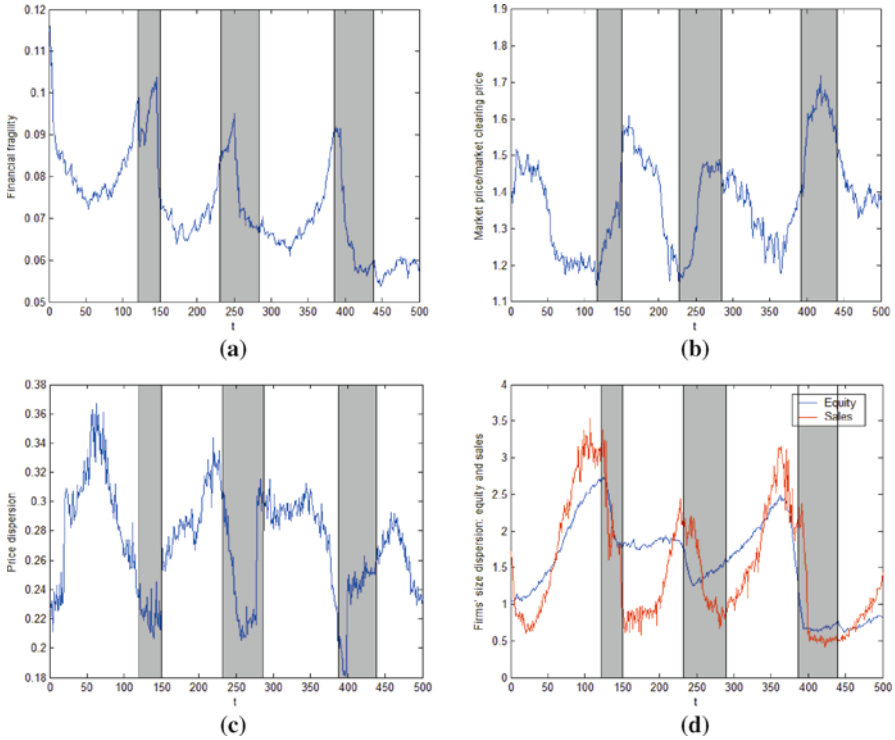 0.12
0.11
0.1
0.09
0.08
0.07
0.06
0.05
Financial fragility
0 50 100 150 200 250 300 350 400 450 500
t
(a)
1.9
1.8
1.7
1.6
1.5
1.4
1.3
1.2
1.1
Market price/market clearing price
0 50 100 150 200 250 300 350 400 450 500
t
(b)
0.38
0.36
0.34
0.32
0.3
0.28
0.26
0.24
0.22
0.2
0.18
Price dispersion
0 50 100 150 200 250 300 350 400 450 500
t
(c)
4
3.5
3
2.5
2
1.5
1
0.5
0
Firms' size dispersion: equity and sales
Equity
Sales
0 50 100 150 200 250 300 350 400 450 500
t
(d)